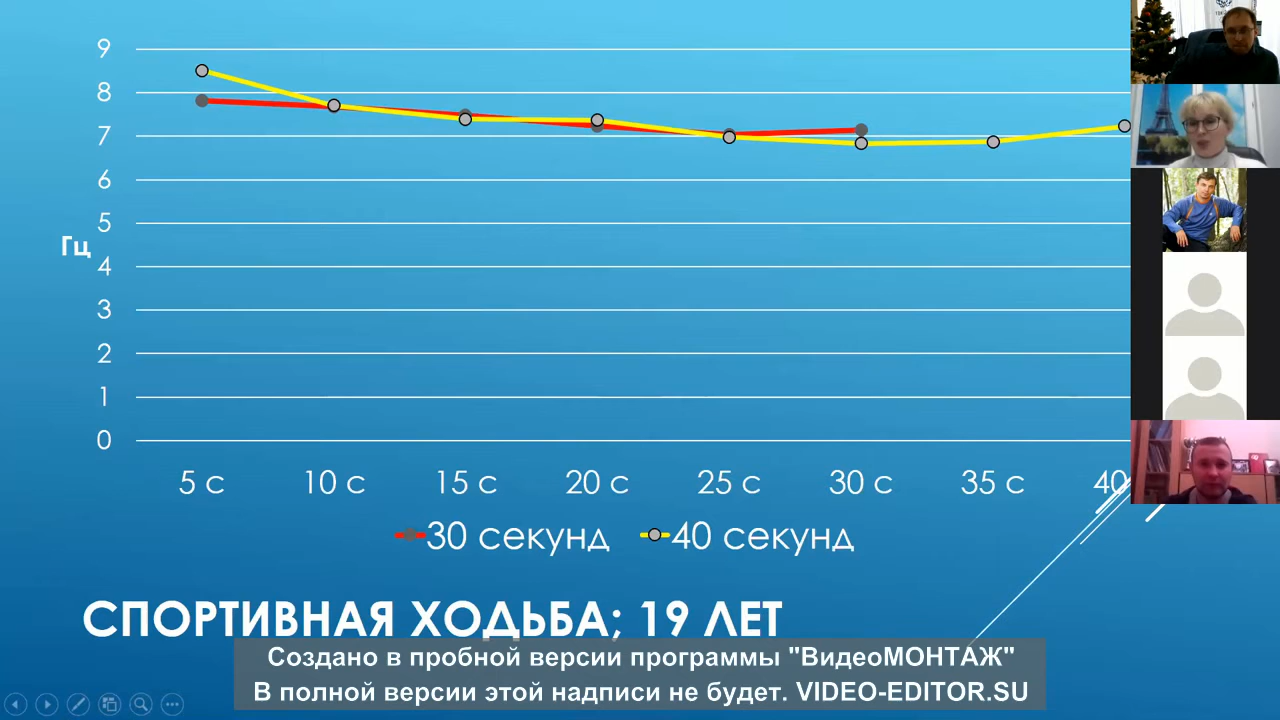 9
8
7
6
5
Гц
4
3
2
1
0
5 с 10 с 15 с 20 с 25 с 30 с 35 с 40
30 секунд 40 секунд
СПОРТИВНАЯ ХОДЬБА; 19 ЛЕТ
Создано в пробной версии программы "ВидеоМОНТАЖ"
В полной версии этой надписи не будет. VIDEO-EDITOR.SU